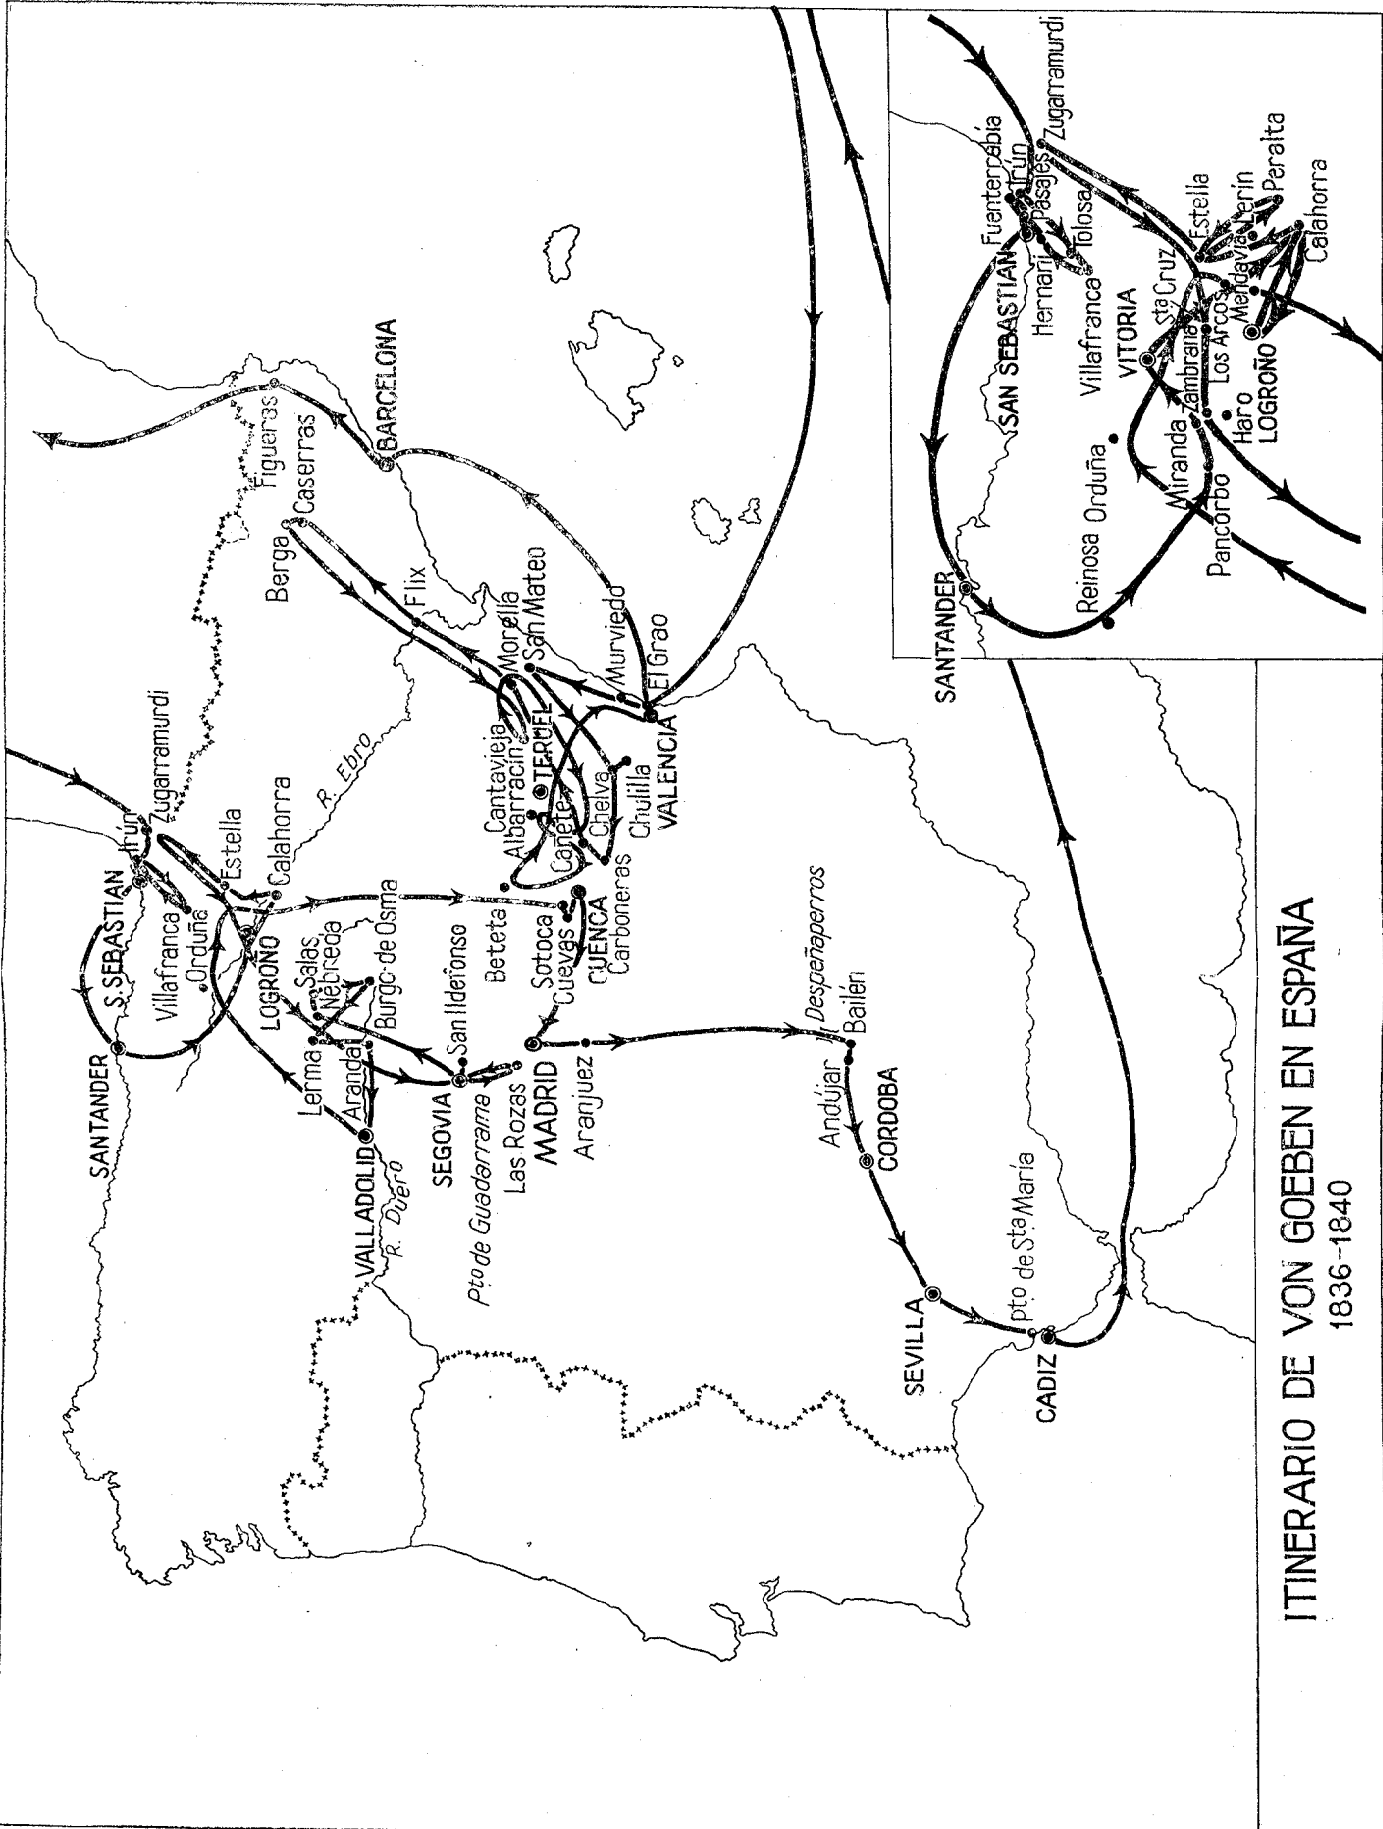 SANTANDER
S.SEBASTIAN
Irún
Zugarramurdi
Villafranca
Orduña
Estella
Calahorra
LOGROÑO
Salas
Nebreda
Burgo de Osma
Lerma
Aranda
VALLADOLID
R. Duero
SEGOVIA
San Ildefonso
Pto de Guadarrama
Las Rozas
MADRID
Aranjuez
Beteta
Sotoca
Cuevas
CUENCA
Carboneras
R. Ebro
Berga
Caserras
Figueras
BARCELONA
Flix
Morella
San Mateo
Cantavieja
Albarracín
TERUEL
Cañete
Chelva
Chulilla
Murviedo
El Grao
VALENCIA
Despeñaperros
Bailén
Andújar
CORDOBA
SEVILLA
pto de Sta María
CADIZ
SANTANDER
SAN SEBASTIAN
Fuenterrabía
Irún
Pasajes
Zugarramurdi
Hernani
Tolosa
Villafranca
VITORIA
Sta Cruz
Estella
Lerín
Peralta
Mendavia
Calahorra
Reinosa
Orduña
Miranda
Zambrana
Los Arcos
Haro
LOGROÑO
Pancorbo
ITINERARIO DE VON GOEBEN EN ESPAÑA
1836-1840